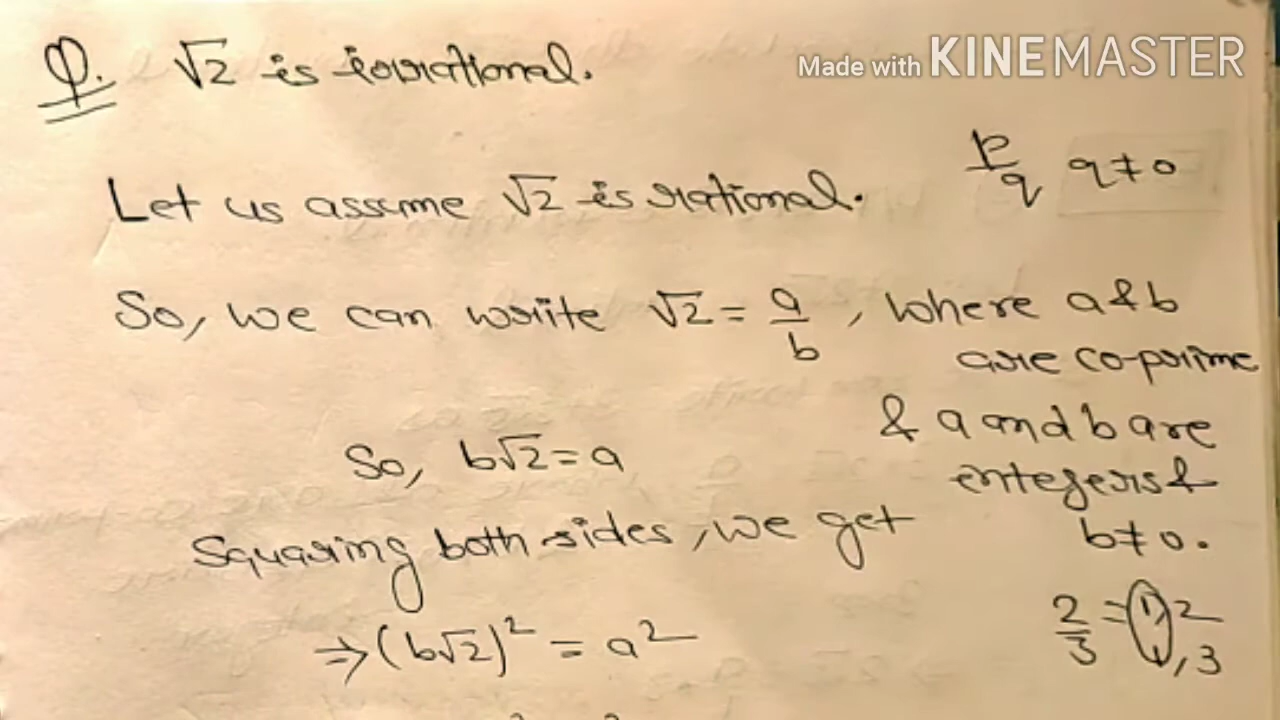 Q. √2 is irrational.
Made with KINEMASTER
p/q q≠0
Let us assume √2 is rational.
So, we can write √2 = a/b, where a & b
are co-prime
& a and b are
integers &
b≠0.
So, b√2 = a
Squaring both sides, we get
⇒ (b√2)² = a²
2/3 = 1, 2
1, 3